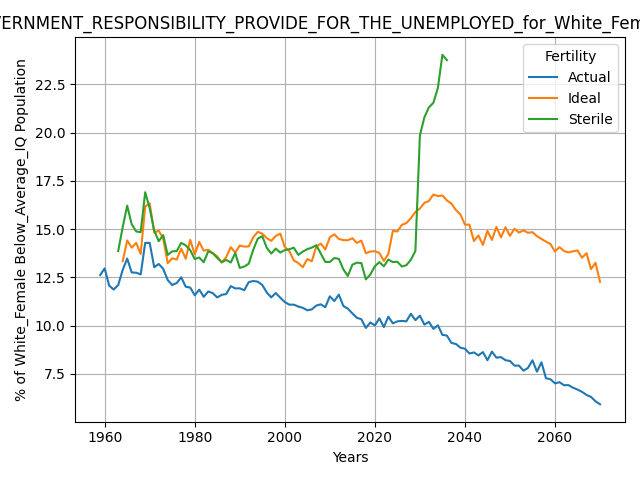 VERNMENT_RESPONSIBILITY_PROVIDE_FOR_THE_UNEMPLOYED_for_White_Fem
% of White_Female Below_Average_IQ Population
22.5
20.0
17.5
15.0
12.5
10.0
7.5
Fertility
Actual
Ideal
Sterile
1960
1980
2000
2020
2040
2060
Years